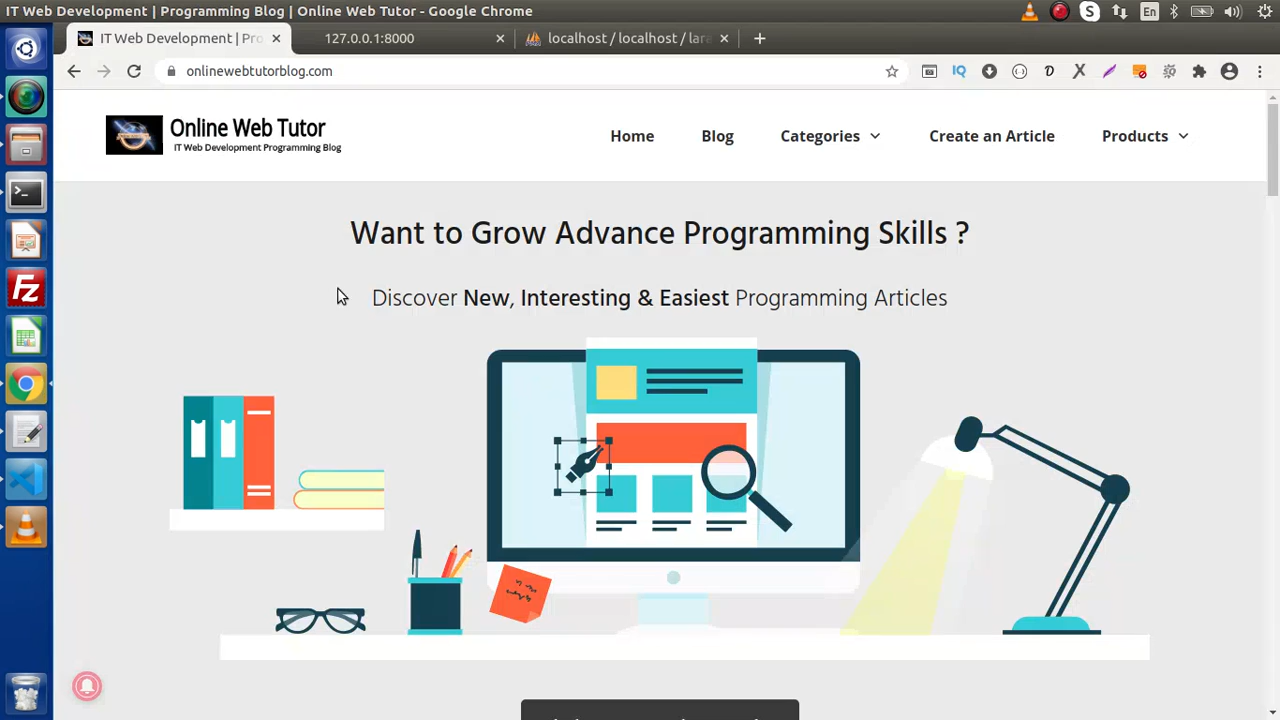 IT Web Development | Programming Blog | Online Web Tutor - Google Chrome
En
IT Web Development | Pro
127.0.0.1:8000
localhost / localhost / lara
onlinewebtutorblog.com
Online Web Tutor
IT Web Development Programming Blog
Home
Blog
Categories
Create an Article
Products
Want to Grow Advance Programming Skills ?
Discover New, Interesting & Easiest Programming Articles